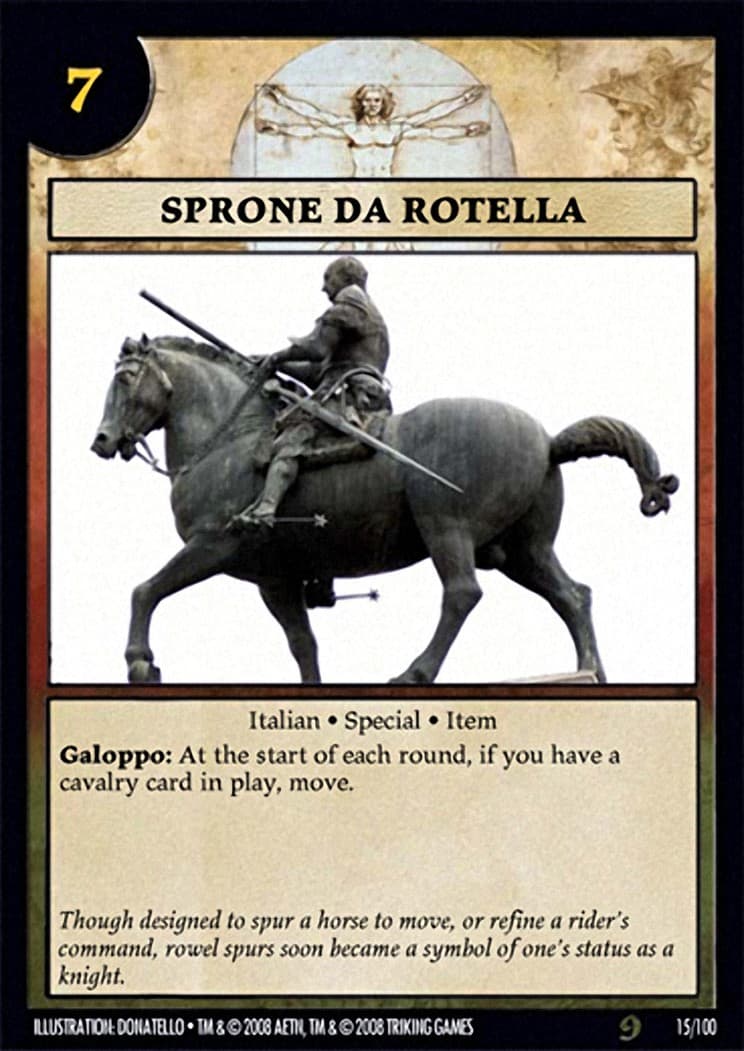 7
SPRONE DA ROTELLA
Italian • Special • Item
Galoppo: At the start of each round, if you have a
cavalry card in play, move.
Though designed to spur a horse to move, or refine a rider's
command, rowel spurs soon became a symbol of one's status as a
knight.
ILLUSTRATION: DONATELLO • TM & © 2008 AETN, TM & © 2008 TRIKING GAMES 9 15/100